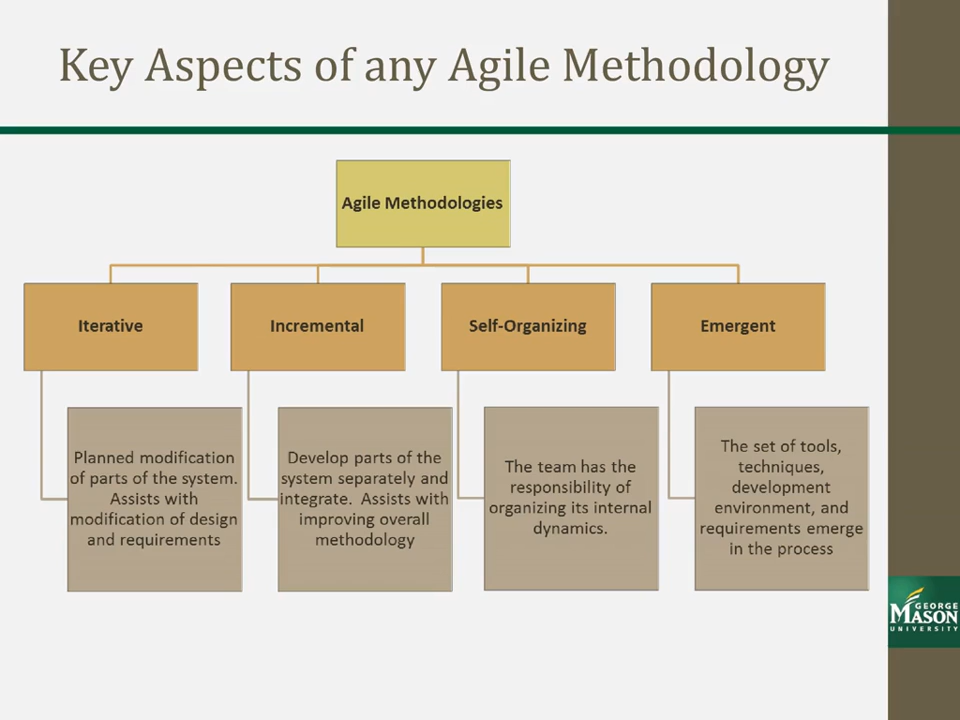 Key Aspects of any Agile Methodology
Agile Methodologies
Iterative
Incremental
Self-Organizing
Emergent
Planned modification
of parts of the system.
Assists with
modification of design
and requirements
Develop parts of the
system separately and
integrate. Assists with
improving overall
methodology
The team has the
responsibility of
organizing its internal
dynamics.
The set of tools,
techniques,
development
environment, and
requirements emerge
in the process
GEORGE
MASON
UNIVERSITY